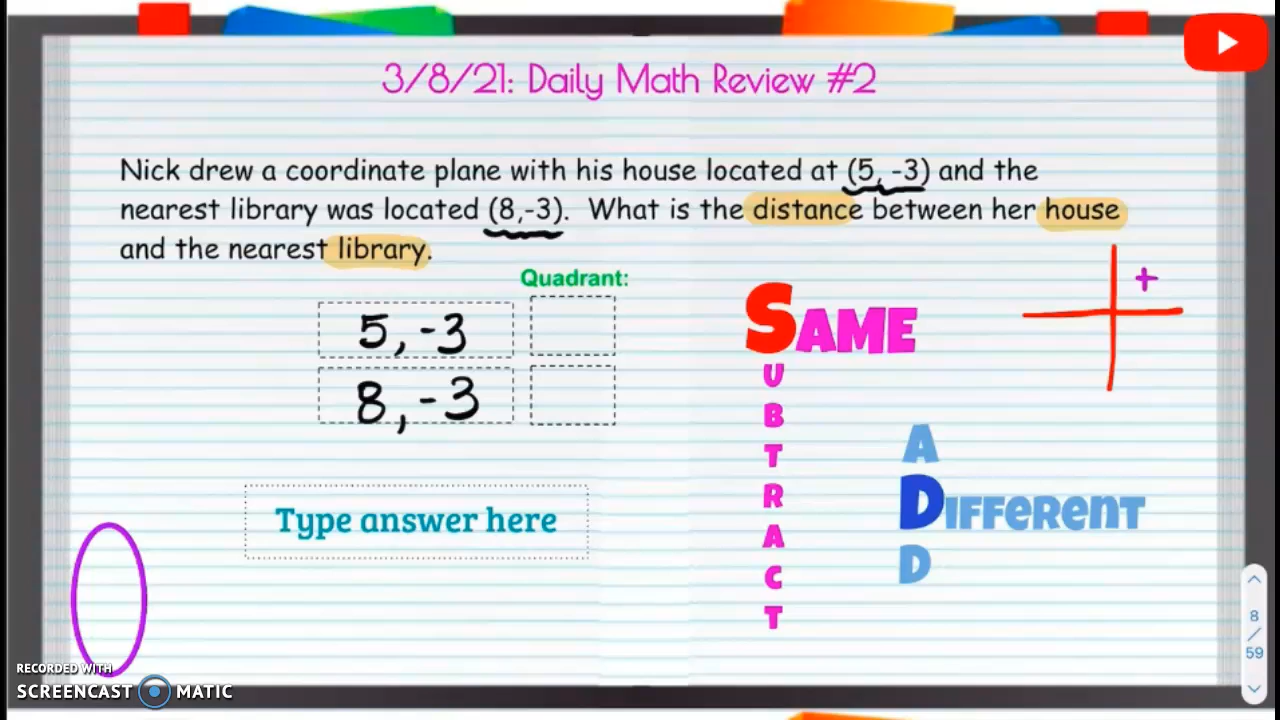 3/8/21: Daily Math Review #2
Nick drew a coordinate plane with his house located at (5, -3) and the
nearest library was located (8,-3). What is the distance between her house
and the nearest library.
Quadrant:
5, -3
8, -3
Type answer here
SAME
U
B
T
R
A
C
T
+
A
DIFFERENT
D
8
/
59
RECORDED WITH
SCREENCAST MATIC